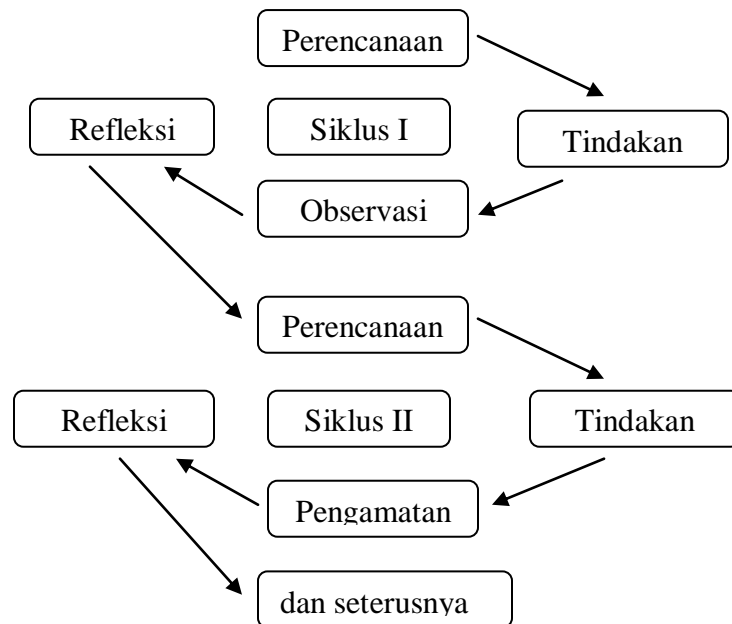 Perencanaan
Refleksi
Siklus I
Tindakan
Observasi
Perencanaan
Refleksi
Siklus II
Tindakan
Pengamatan
dan seterusnya